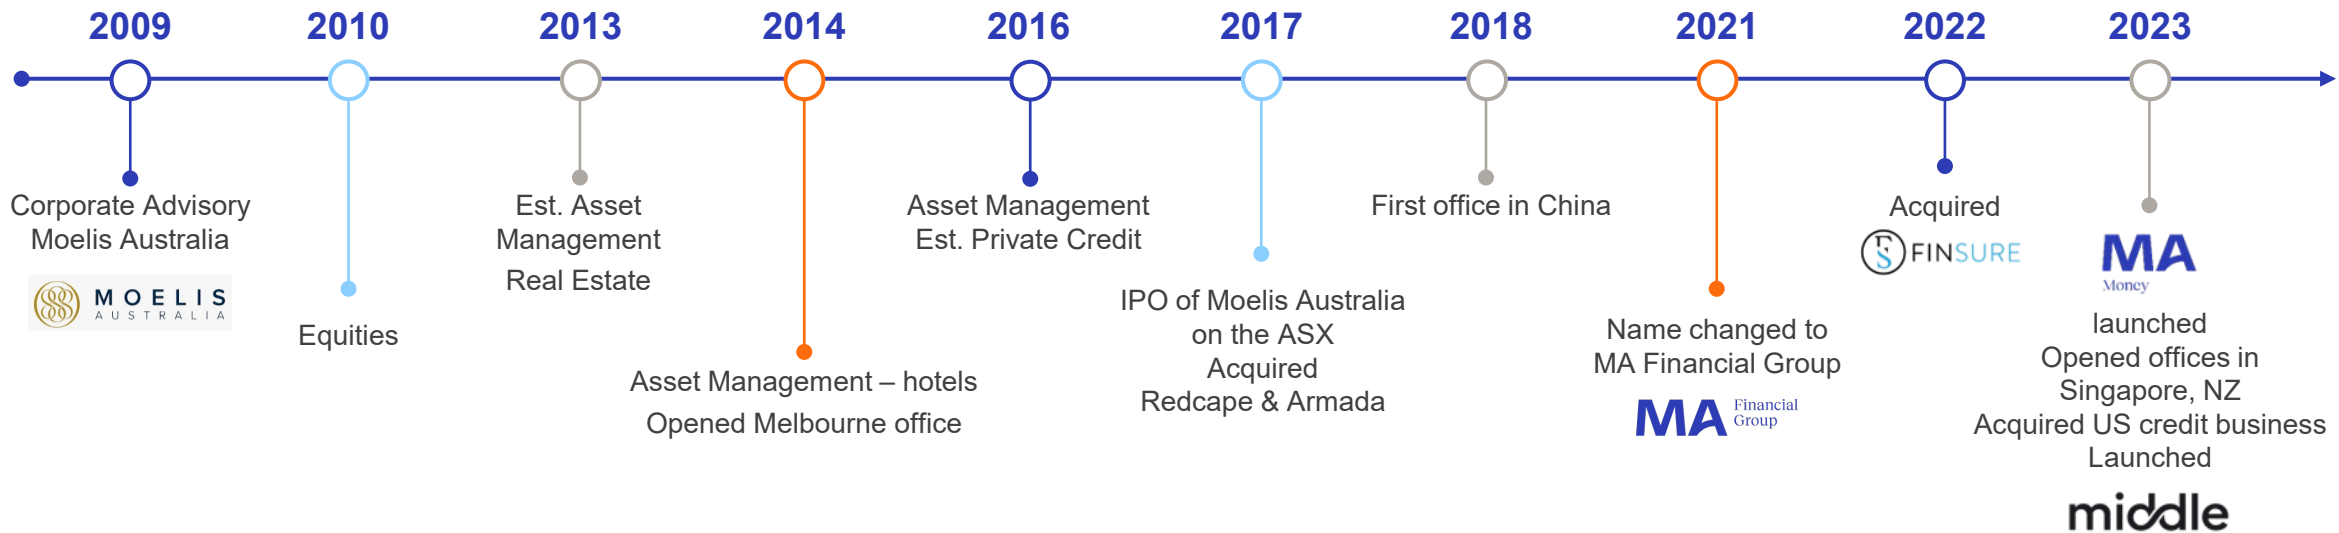 2009
2010
2013
2014
2016
2017
2018
2021
2022
2023
Corporate Advisory
Moelis Australia
MOELIS
AUSTRALIA
Equities
Est. Asset
Management
Real Estate
Asset Management – hotels
Opened Melbourne office
Asset Management
Est. Private Credit
IPO of Moelis Australia
on the ASX
Acquired
Redcape & Armada
First office in China
Name changed to
MA Financial Group
MA Financial
Group
Acquired
FS FINSURE
MA
Money
launched
Opened offices in
Singapore, NZ
Acquired US credit business
Launched
middle